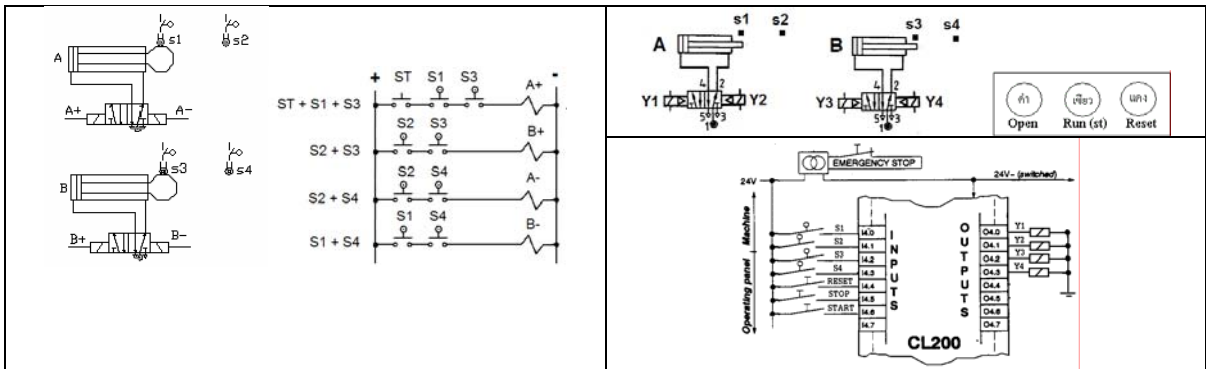 s1 s2
A
A+ A-
s3 s4
B
B+ B-
+ -
ST S1 S3 A+
ST + S1 + S3
S2 S3 B+
S2 + S3
S2 S4 A-
S2 + S4
S1 S4 B-
S1 + S4
s1 s2 s3 s4
A B
4 2 4 2
Y1 Y2 Y3 Y4
5 3 5 3
1 1
ดำ เขียว แดง
Open Run (st) Reset
EMERGENCY STOP
24V 24V~ (switched)
Machine
Operating panel
S1 I4.0 O4.0 Y1
S2 I4.1 O4.1 Y2
S3 I4.2 O4.2 Y3
S4 I4.3 O4.3 Y4
RESET I4.4 O4.4
STOP I4.5 O4.5
START I4.6 O4.6
I4.7 O4.7
INPUTS
OUTPUTS
CL200